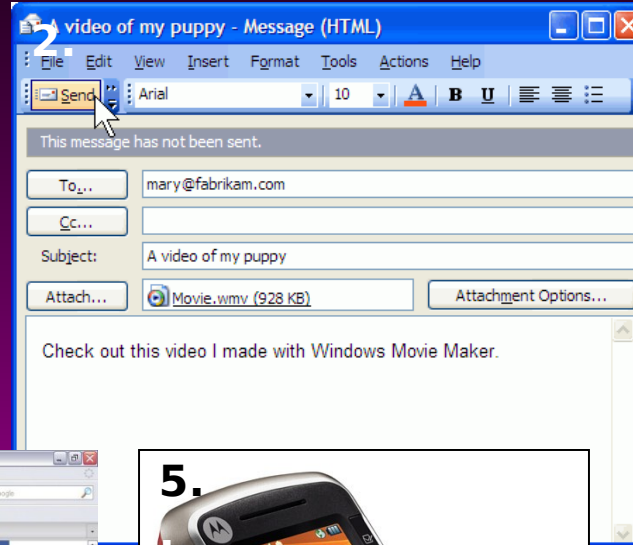 A video of my puppy - Message (HTML)
2.
File Edit View Insert Format Tools Actions Help
Send Arial 10 A B U
This message has not been sent.
To... mary@fabrikam.com
Cc...
Subject: A video of my puppy
Attach... Movie.wmv (928 KB) Attachment Options...
Check out this video I made with Windows Movie Maker.
5.